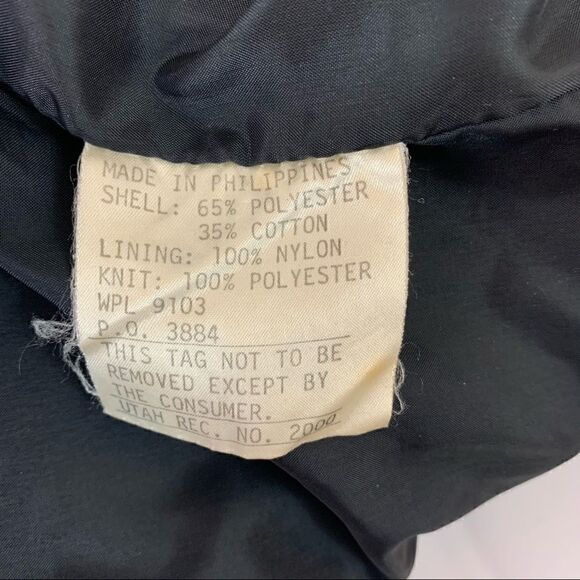 MADE IN PHILIPPINES
SHELL: 65% POLYESTER
35% COTTON
LINING: 100% NYLON
KNIT: 100% POLYESTER
WPL 9103
P.O. 3884
THIS TAG NOT TO BE
REMOVED EXCEPT BY
THE CONSUMER.
UTAH REC. NO. 2000